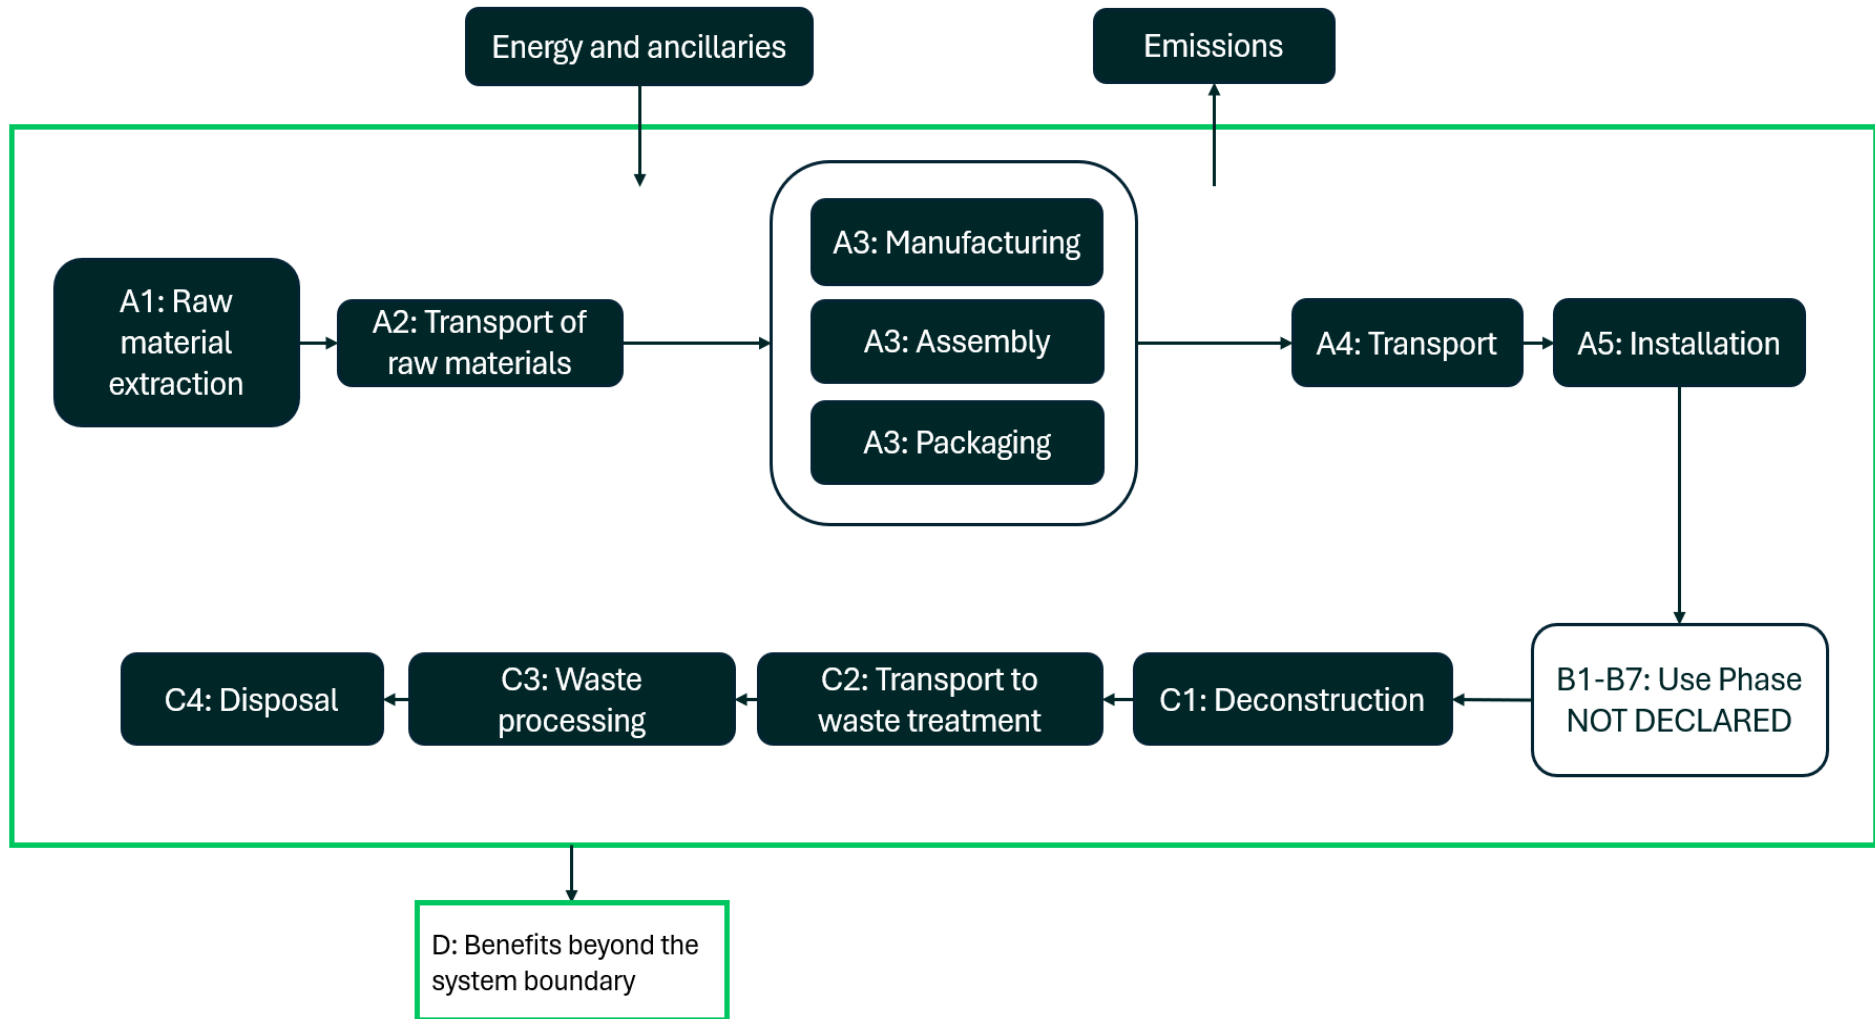 Energy and ancillaries
Emissions
A1: Raw
material
extraction
A2: Transport of
raw materials
A3: Manufacturing
A3: Assembly
A3: Packaging
A4: Transport
A5: Installation
B1-B7: Use Phase
NOT DECLARED
C1: Deconstruction
C2: Transport to
waste treatment
C3: Waste
processing
C4: Disposal
D: Benefits beyond the
system boundary